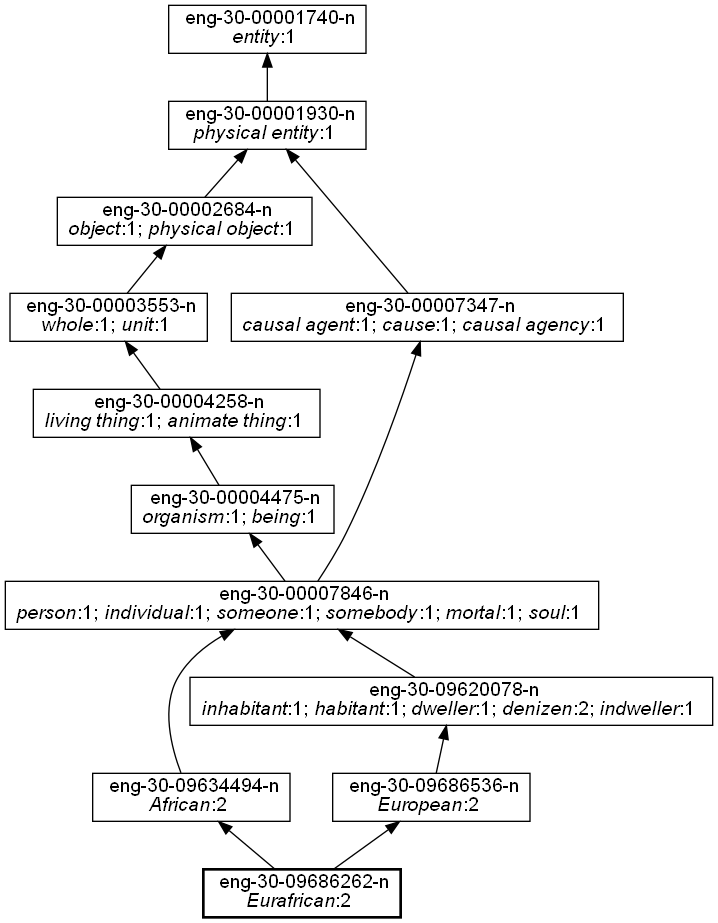 eng-30-00001740-n
entity:1
eng-30-00001930-n
physical entity:1
eng-30-00002684-n
object:1; physical object:1
eng-30-00003553-n
whole:1; unit:1
eng-30-00007347-n
causal agent:1; cause:1; causal agency:1
eng-30-00004258-n
living thing:1; animate thing:1
eng-30-00004475-n
organism:1; being:1
eng-30-00007846-n
person:1; individual:1; someone:1; somebody:1; mortal:1; soul:1
eng-30-09620078-n
inhabitant:1; habitant:1; dweller:1; denizen:2; indweller:1
eng-30-09634494-n
African:2
eng-30-09686536-n
European:2
eng-30-09686262-n
Eurafrican:2